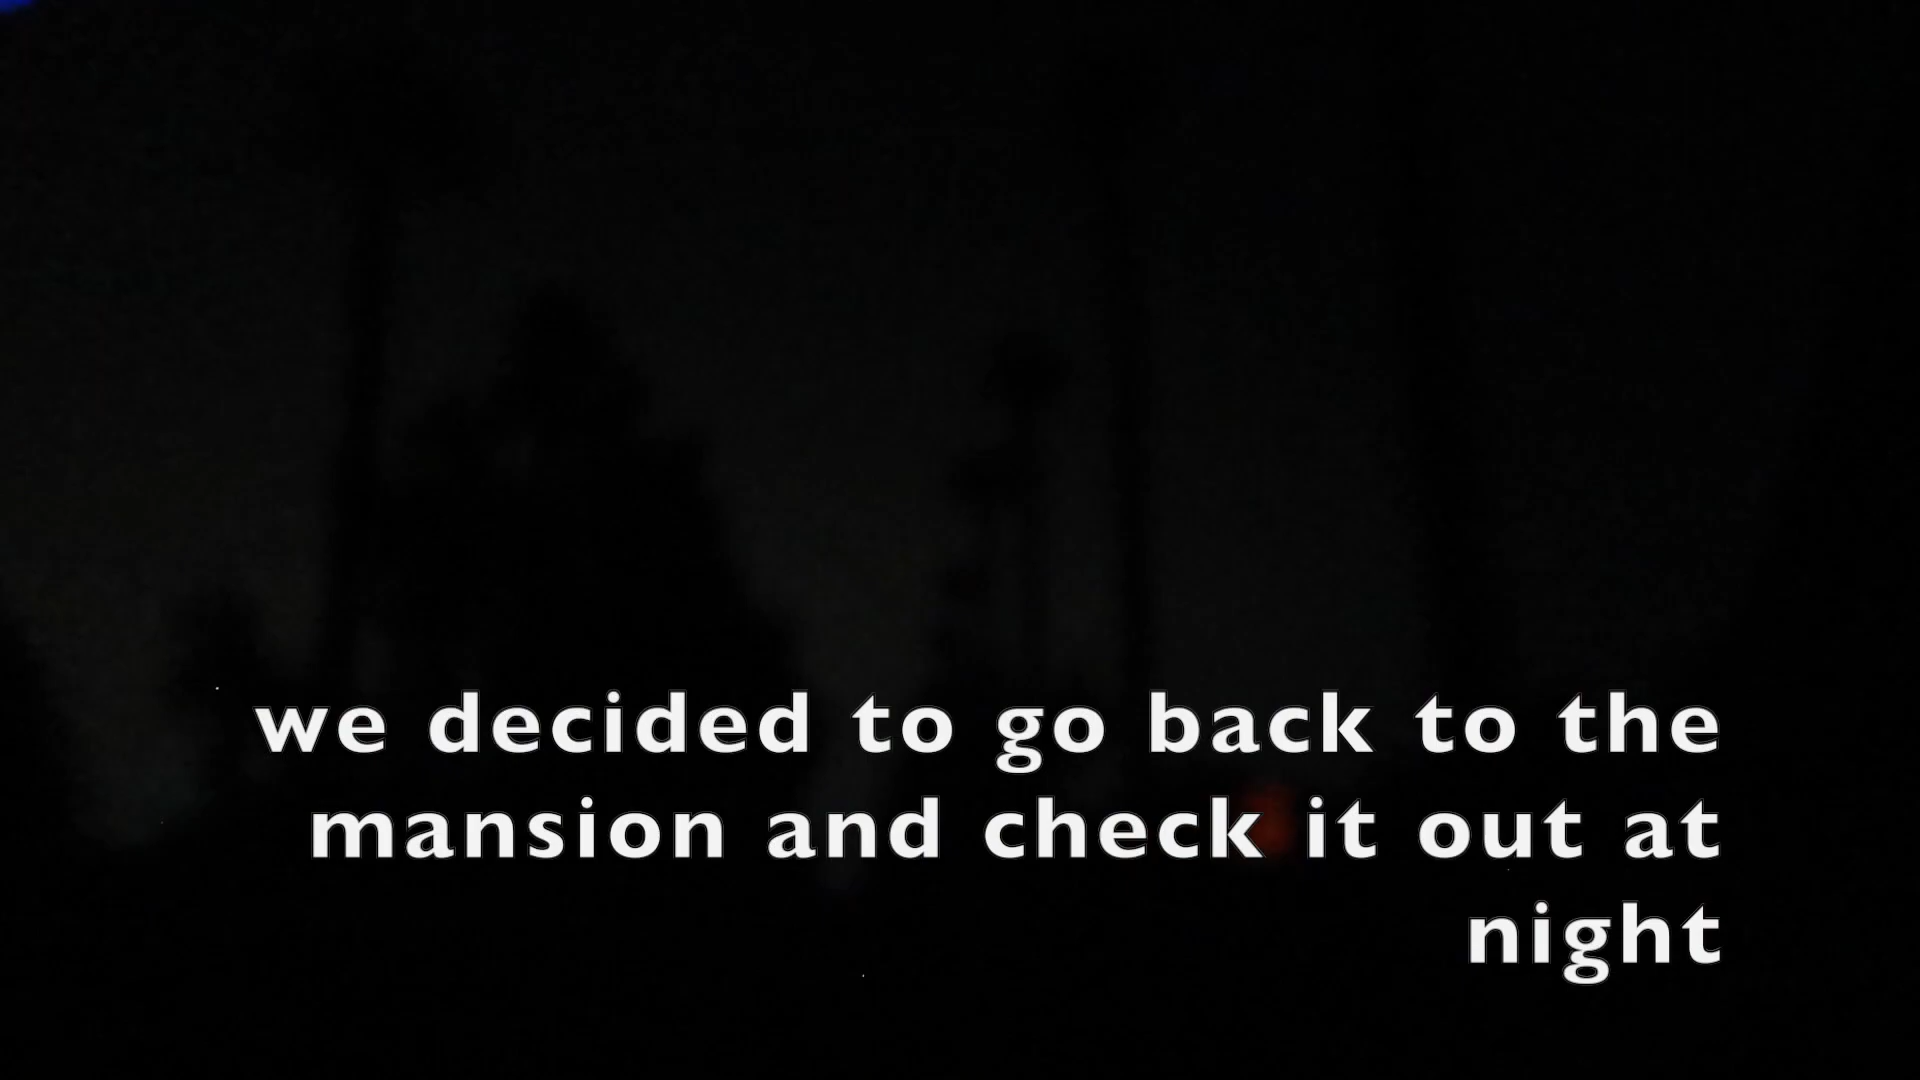 we decided to go back to the
mansion and check it out at
night